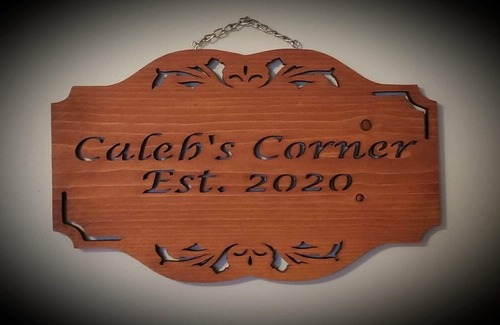 Caleb's Corner
Est. 2020